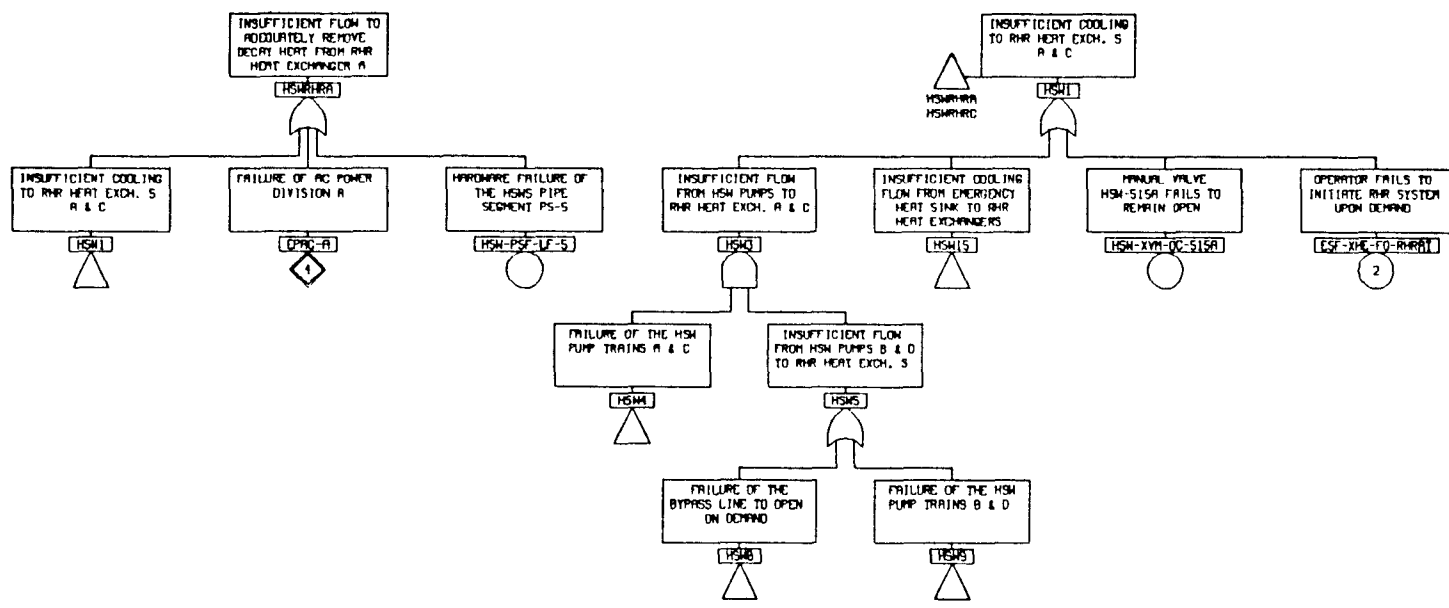 INSUFFICIENT FLOW TO
ADEQUATELY REMOVE
DECAY HEAT FROM RHR
HEAT EXCHANGER A
HSWRHRA
INSUFFICIENT COOLING
TO RHR HEAT EXCH. S
A & C
HSW1
FAILURE OF AC POWER
DIVISION A
CPAC-A
4
HARDWARE FAILURE OF
THE HSWS PIPE
SEGMENT PS-5
HSW-PSF-LF-5
INSUFFICIENT COOLING
TO RHR HEAT EXCH. S
A & C
HSWRHRA
HSWRHRC
HSW1
INSUFFICIENT FLOW
FROM HSW PUMPS TO
RHR HEAT EXCH. A & C
HSW3
INSUFFICIENT COOLING
FLOW FROM EMERGENCY
HEAT SINK TO RHR
HEAT EXCHANGERS
HSW15
MANUAL VALVE
HSW-515A FAILS TO
REMAIN OPEN
HSW-XVM-OC-515A
OPERATOR FAILS TO
INITIATE RHR SYSTEM
UPON DEMAND
ESF-XHE-FO-RHRAT
2
FAILURE OF THE HSW
PUMP TRAINS A & C
HSW4
INSUFFICIENT FLOW
FROM HSW PUMPS B & D
TO RHR HEAT EXCH. S
HSW5
FAILURE OF THE
BYPASS LINE TO OPEN
ON DEMAND
HSW8
FAILURE OF THE HSW
PUMP TRAINS B & D
HSW9